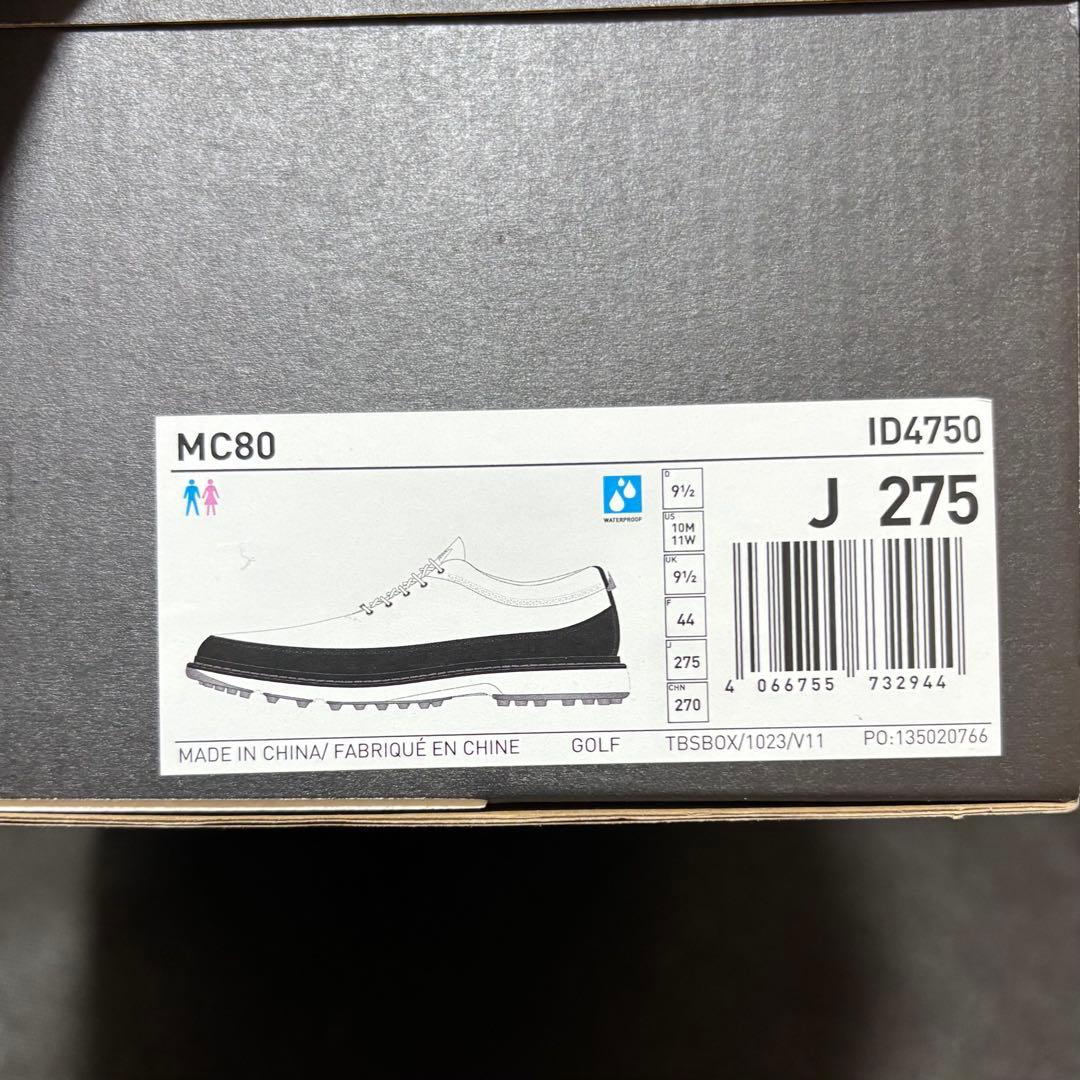 MC80
ID4750
WATERPROOF
D
9½
US
10M
11W
UK
9½
F
44
J
275
CHN
270
J 275
4 066755 732944
MADE IN CHINA/ FABRIQUÉ EN CHINE GOLF TBSBOX/1023/V11 PO:135020766